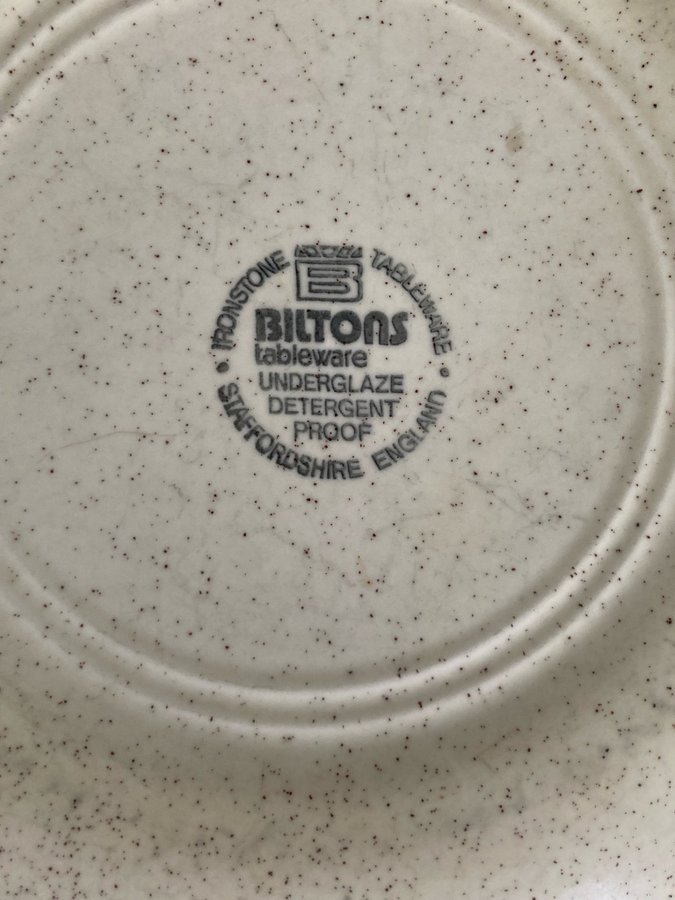 IRONSTONE TABLEWARE
B
BILTONS
tableware
UNDERGLAZE
DETERGENT
PROOF
STAFFORDSHIRE ENGLAND